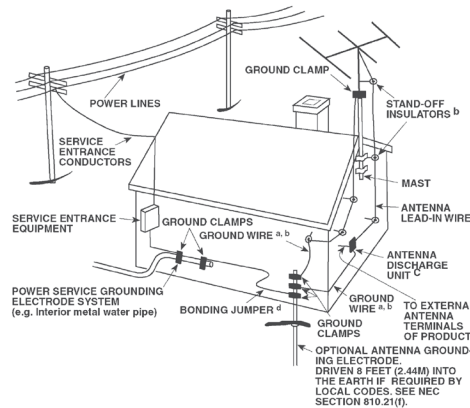 GROUND CLAMP
POWER LINES
STAND-OFF
INSULATORS b
SERVICE
ENTRANCE
CONDUCTORS
MAST
ANTENNA
LEAD-IN WIRE
SERVICE ENTRANCE
EQUIPMENT
GROUND CLAMPS
GROUND WIRE a, b
ANTENNA
DISCHARGE
UNIT C
POWER SERVICE GROUNDING
ELECTRODE SYSTEM
(e.g. Interior metal water pipe)
BONDING JUMPER d
GROUND
WIRE a, b
GROUND
CLAMPS
TO EXTERNA
ANTENNA
TERMINALS
OF PRODUCT
OPTIONAL ANTENNA GROUND-
ING ELECTRODE.
DRIVEN 8 FEET (2.44M) INTO
THE EARTH IF REQUIRED BY
LOCAL CODES. SEE NEC
SECTION 810.21(f).